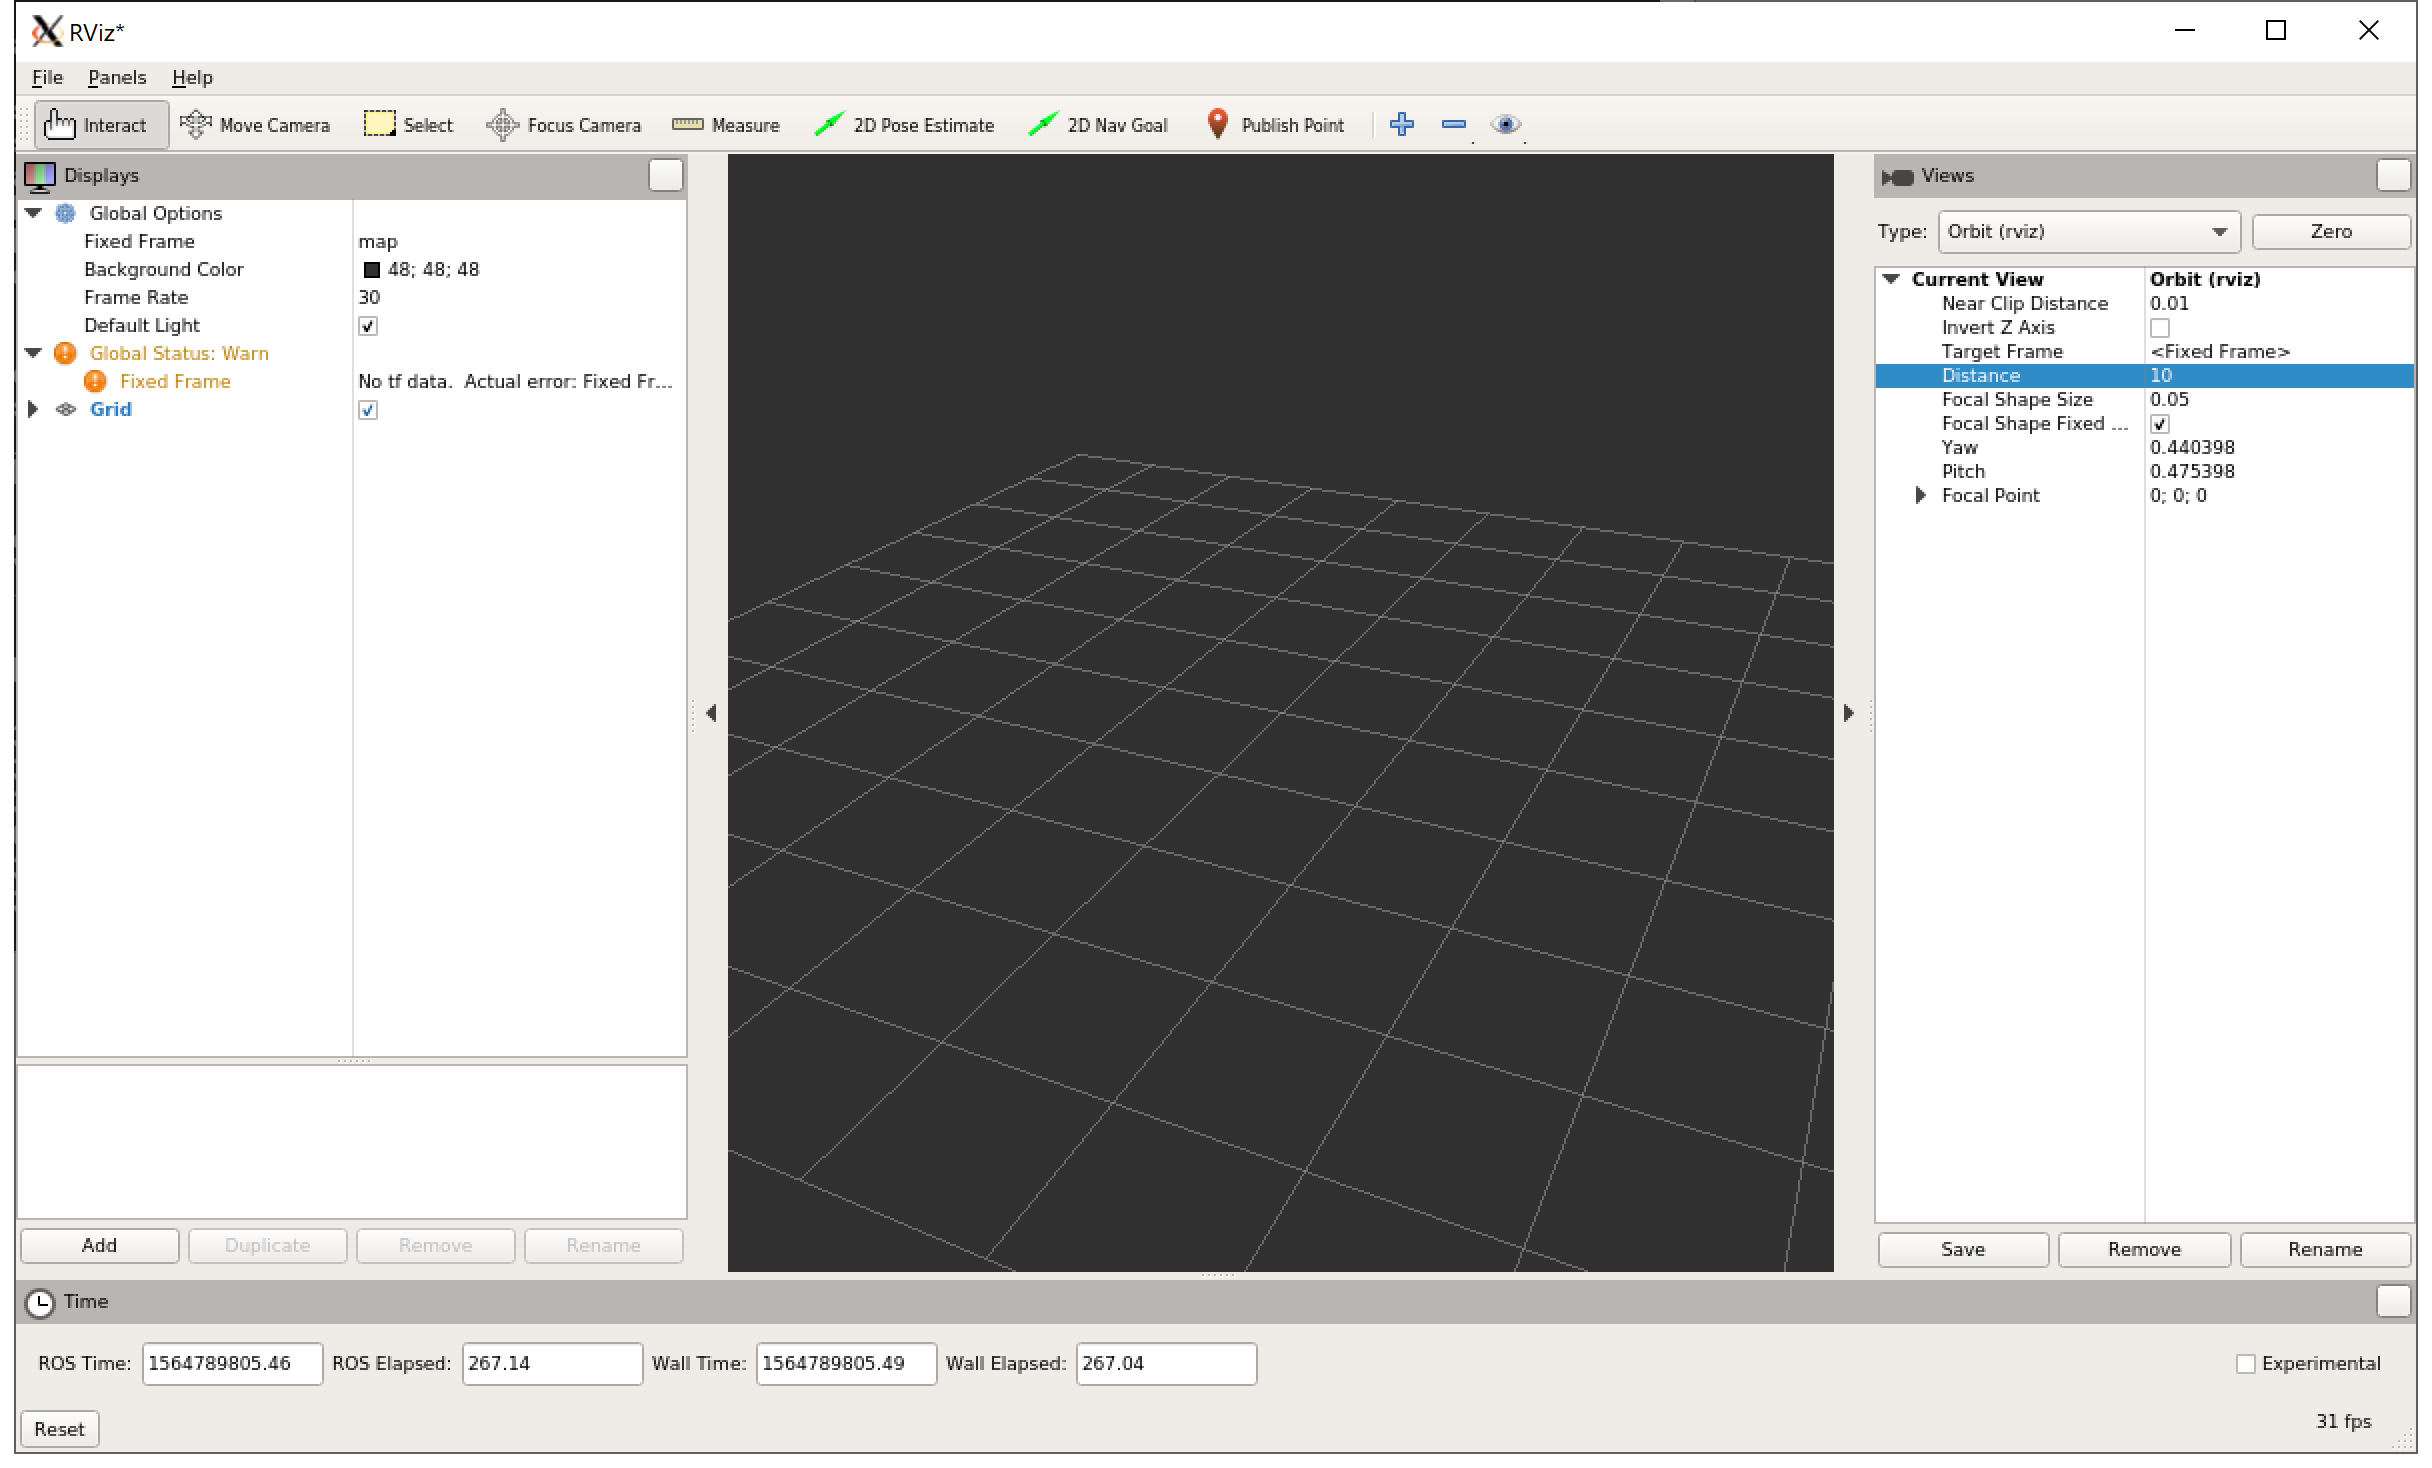 RViz*
File Panels Help
Interact Move Camera Select Focus Camera Measure 2D Pose Estimate 2D Nav Goal Publish Point
Displays
Global Options
Fixed Frame map
Background Color 48; 48; 48
Frame Rate 30
Default Light
Global Status: Warn
Fixed Frame No tf data. Actual error: Fixed Fr...
Grid
Add Duplicate Remove Rename
Views
Type: Orbit (rviz) Zero
Current View Orbit (rviz)
Near Clip Distance 0.01
Invert Z Axis
Target Frame <Fixed Frame>
Distance 10
Focal Shape Size 0.05
Focal Shape Fixed ...
Yaw 0.440398
Pitch 0.475398
Focal Point 0; 0; 0
Save Remove Rename
Time
ROS Time: 1564789805.46 ROS Elapsed: 267.14 Wall Time: 1564789805.49 Wall Elapsed: 267.04 Experimental
Reset 31 fps